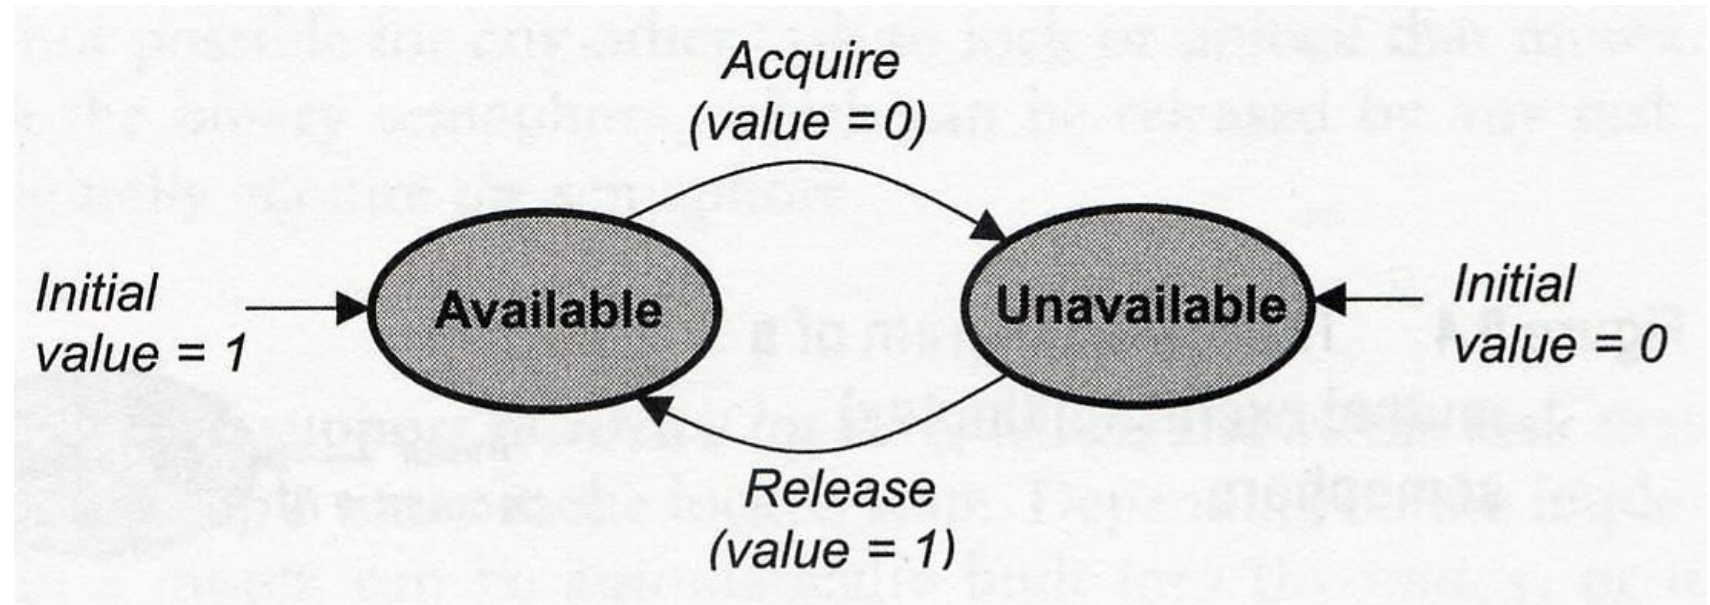 Acquire
(value = 0)
Initial
value = 1
Available
Unavailable
Initial
value = 0
Release
(value = 1)